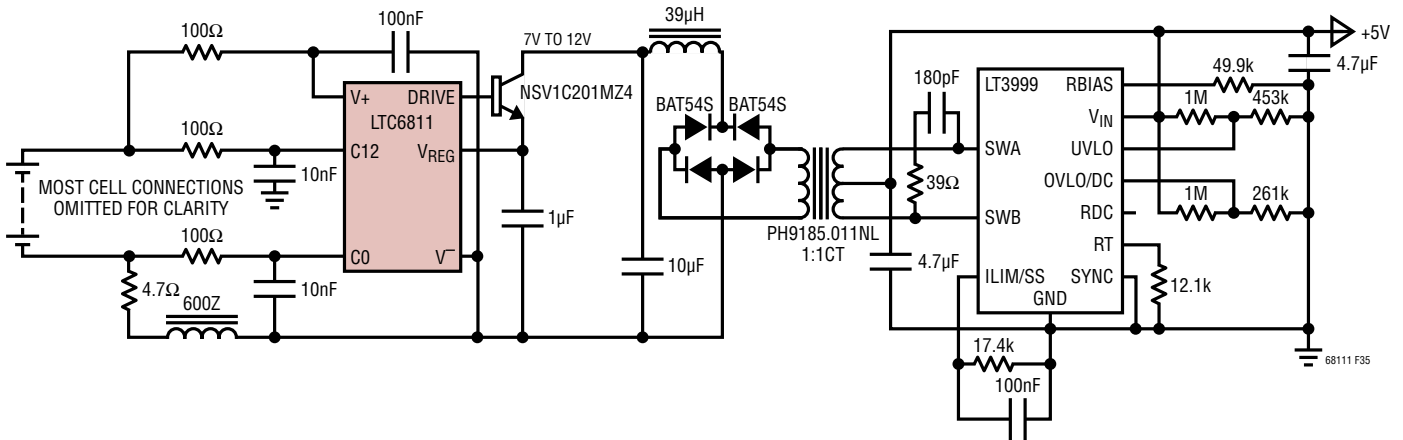 100Ω
100nF
39µH
7V TO 12V
+5V
4.7µF
V+
DRIVE
LTC6811
NSV1C201MZ4
180pF
LT3999
RBIAS
49.9k
BAT54S
BAT54S
100Ω
1M
453k
VIN
C12
VREG
10nF
SWA
UVLO
MOST CELL CONNECTIONS
OMITTED FOR CLARITY
39Ω
OVLO/DC
1M
261k
RDC
1µF
SWB
100Ω
PH9185.011NL
1:1CT
RT
C0
V–
10µF
4.7µF
ILIM/SS
SYNC
12.1k
4.7Ω
10nF
600Z
GND
17.4k
100nF
68111 F35